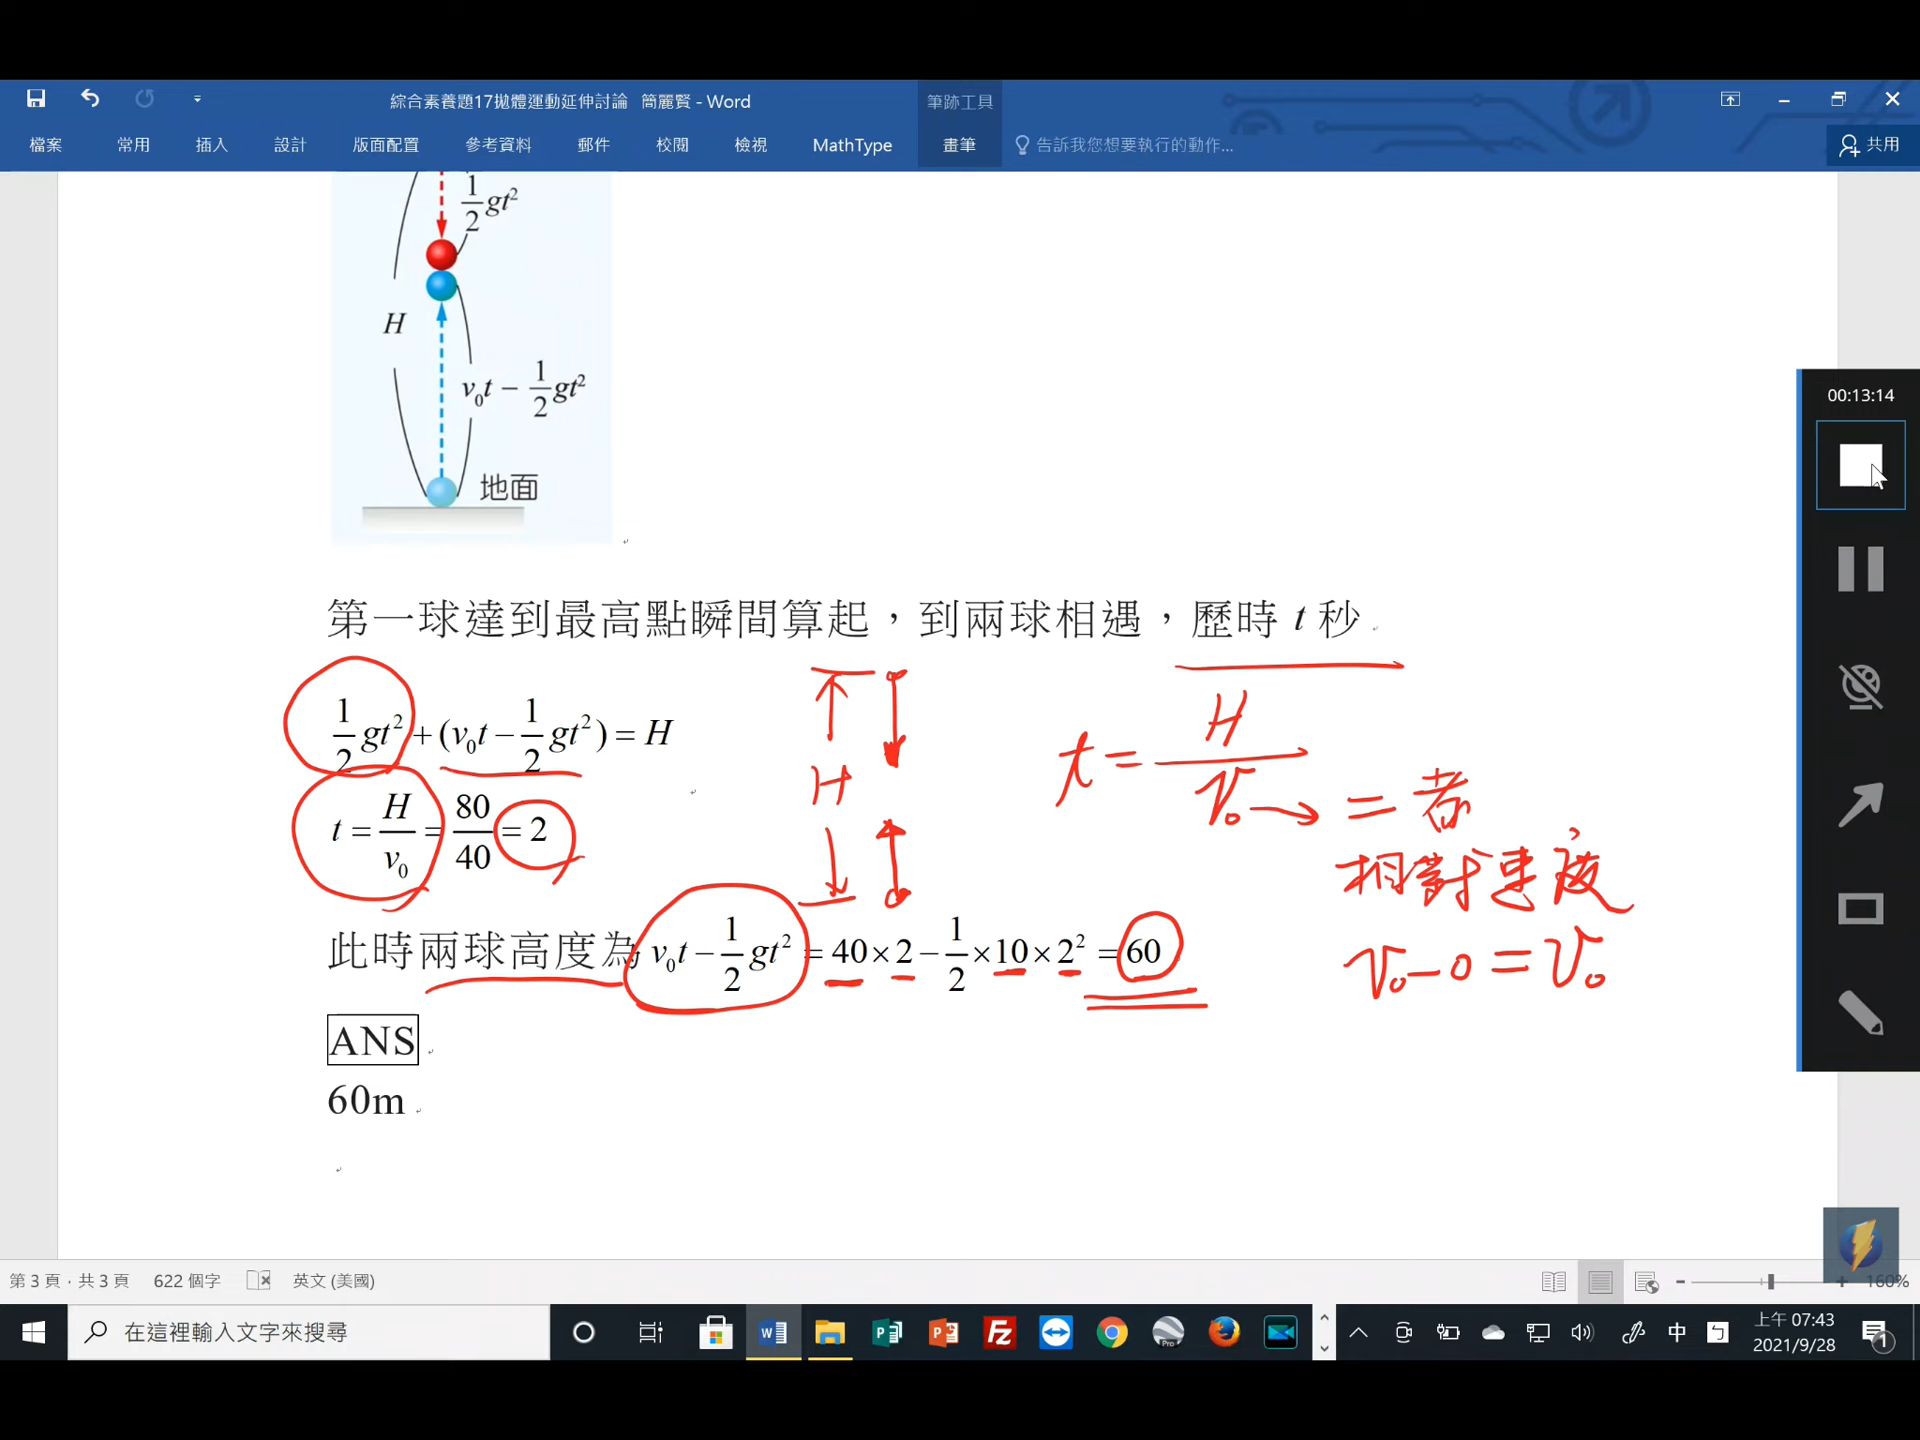 綜合素養題17拋體運動延伸討論 簡麗賢 - Word
筆跡工具
檔案 常用 插入 設計 版面配置 參考資料 郵件 校閱 檢視 MathType 畫筆 告訴我您想要執行的動作... 共用
1/2 gt²
H
v₀t − 1/2 gt²
地面
00:13:14
第一球達到最高點瞬間算起，到兩球相遇，歷時 t 秒
1/2 gt² + (v₀t − 1/2 gt²) = H
t = H/v₀ = 80/40 = 2
H
t = H/V₀ → 二者
相對速度
V₀ − 0 = V₀
此時兩球高度為 v₀t − 1/2 gt² = 40 × 2 − 1/2 × 10 × 2² = 60
ANS
60m
第 3 頁，共 3 頁 622 個字 英文 (美國) 160%
在這裡輸入文字來搜尋
中
上午 07:43
2021/9/28
1